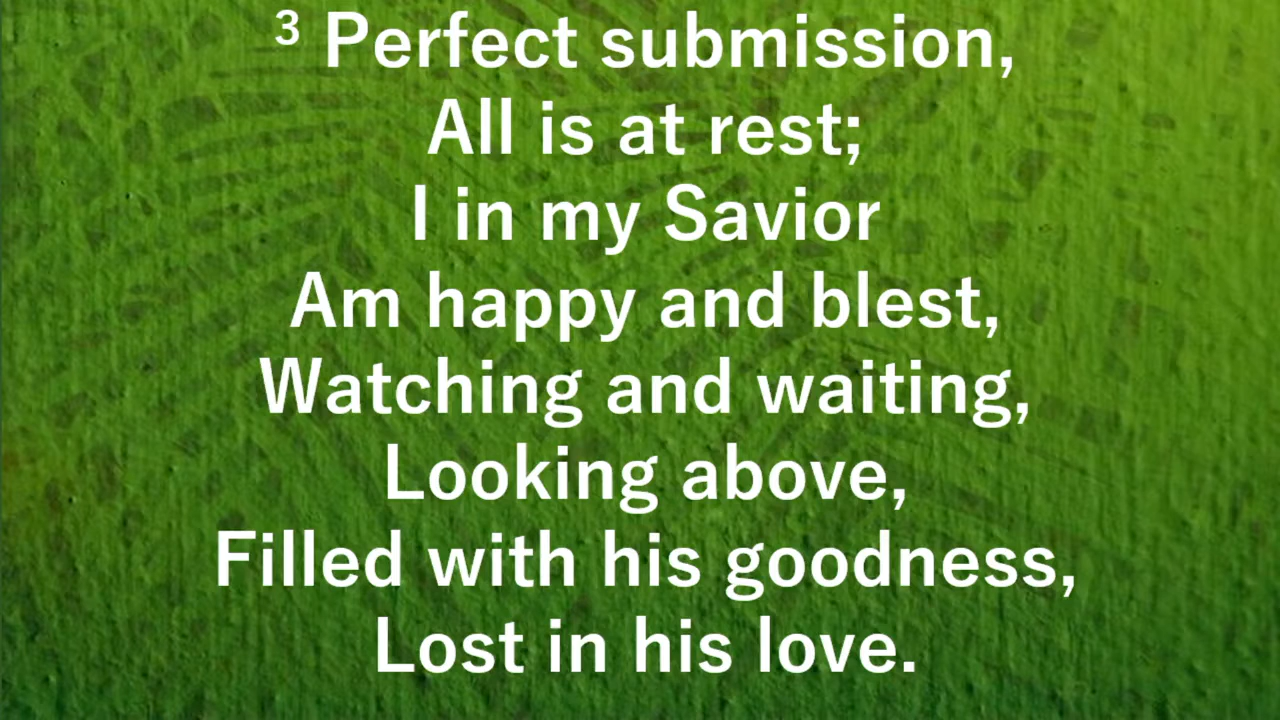 ³ Perfect submission,
All is at rest;
I in my Savior
Am happy and blest,
Watching and waiting,
Looking above,
Filled with his goodness,
Lost in his love.